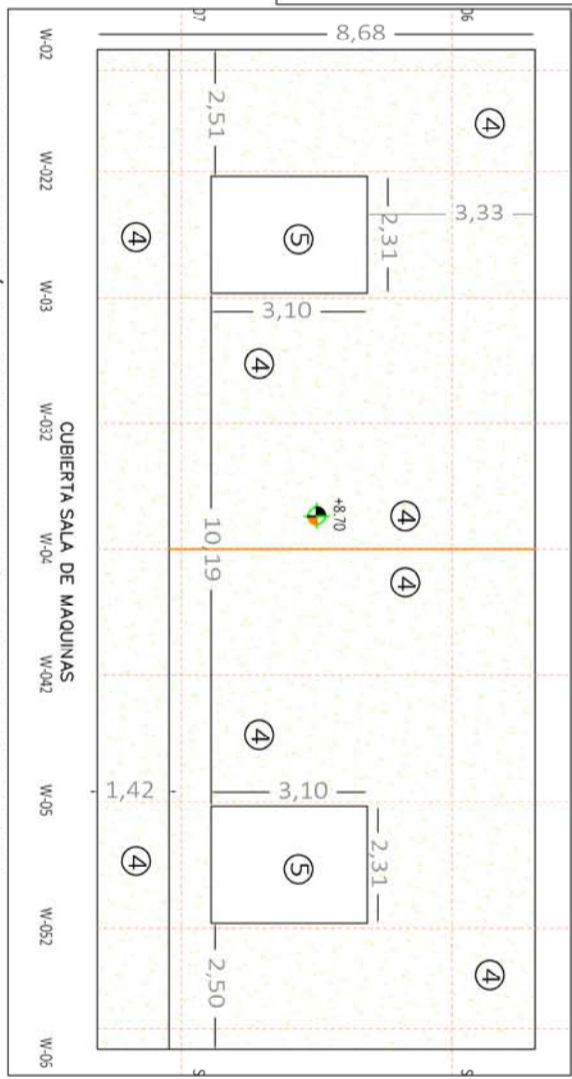 07
06
8,68
W-02
W-022
W-03
W-032
W-04
W-042
W-05
W-052
W-06
2,51
④
④
⑤
2,31
3,33
3,10
④
+8.70
④
④
10,19
CUBIERTA SALA DE MAQUINAS
④
1,42
3,10
④
⑤
2,31
④
2,50